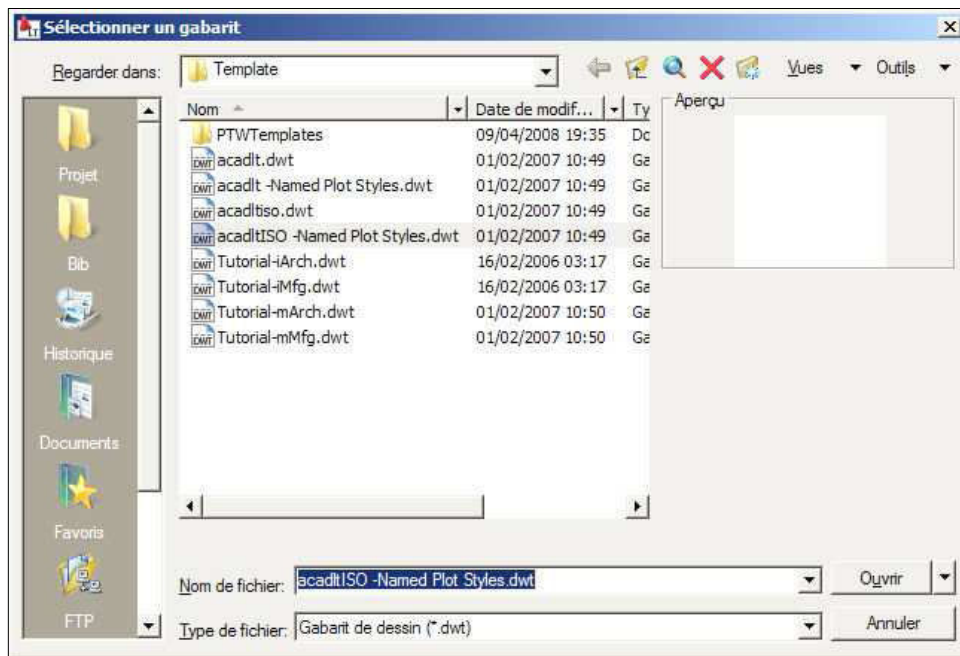 Sélectionner un gabarit
Regarder dans: Template Vues Outils
Nom Date de modif... Ty Aperçu
PTWTemplates 09/04/2008 19:35 Do
acadlt.dwt 01/02/2007 10:49 Ga
acadlt -Named Plot Styles.dwt 01/02/2007 10:49 Ga
acadltiso.dwt 01/02/2007 10:49 Ga
acadltISO -Named Plot Styles.dwt 01/02/2007 10:49 Ga
Tutorial-iArch.dwt 16/02/2006 03:17 Ga
Tutorial-iMfg.dwt 16/02/2006 03:17 Ga
Tutorial-mArch.dwt 01/02/2007 10:50 Ga
Tutorial-mMfg.dwt 01/02/2007 10:50 Ga
Projet
Bib
Historique
Documents
Favoris
FTP
Nom de fichier: acadltISO -Named Plot Styles.dwt Ouvrir
Type de fichier: Gabarit de dessin (*.dwt) Annuler